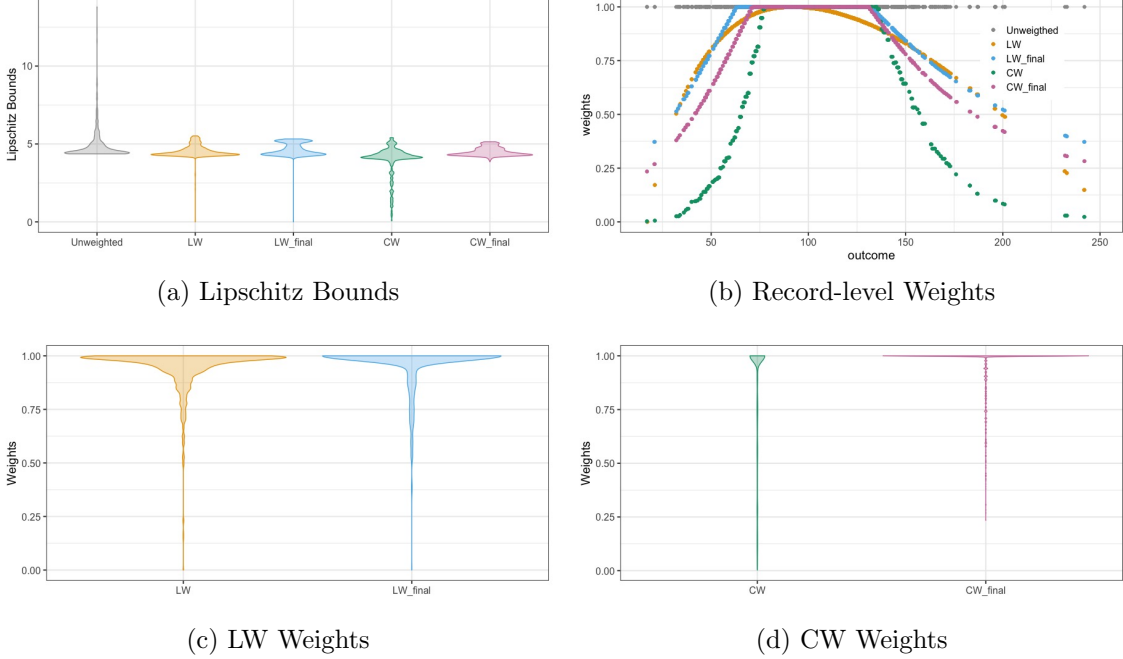 Lipschitz Bounds
10
5
0
Unweighted LW LW_final CW CW_final
(a) Lipschitz Bounds
weights
1.00
0.75
0.50
0.25
0.00
50 100 150 200 250
outcome
Unweigthed
LW
LW_final
CW
CW_final
(b) Record-level Weights
Weights
1.00
0.75
0.50
0.25
0.00
LW LW_final
(c) LW Weights
Weights
1.00
0.75
0.50
0.25
0.00
CW CW_final
(d) CW Weights